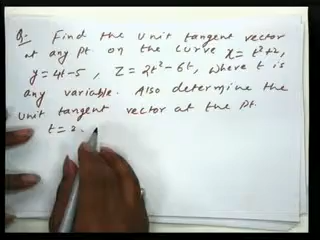 Q:- Find the unit tangent vector
at any pt. on the curve x = t²+2,
y = 4t-5, z = 2t²-6t, where t is
any variable. Also determine the
unit tangent vector at the pt.
t = 2.